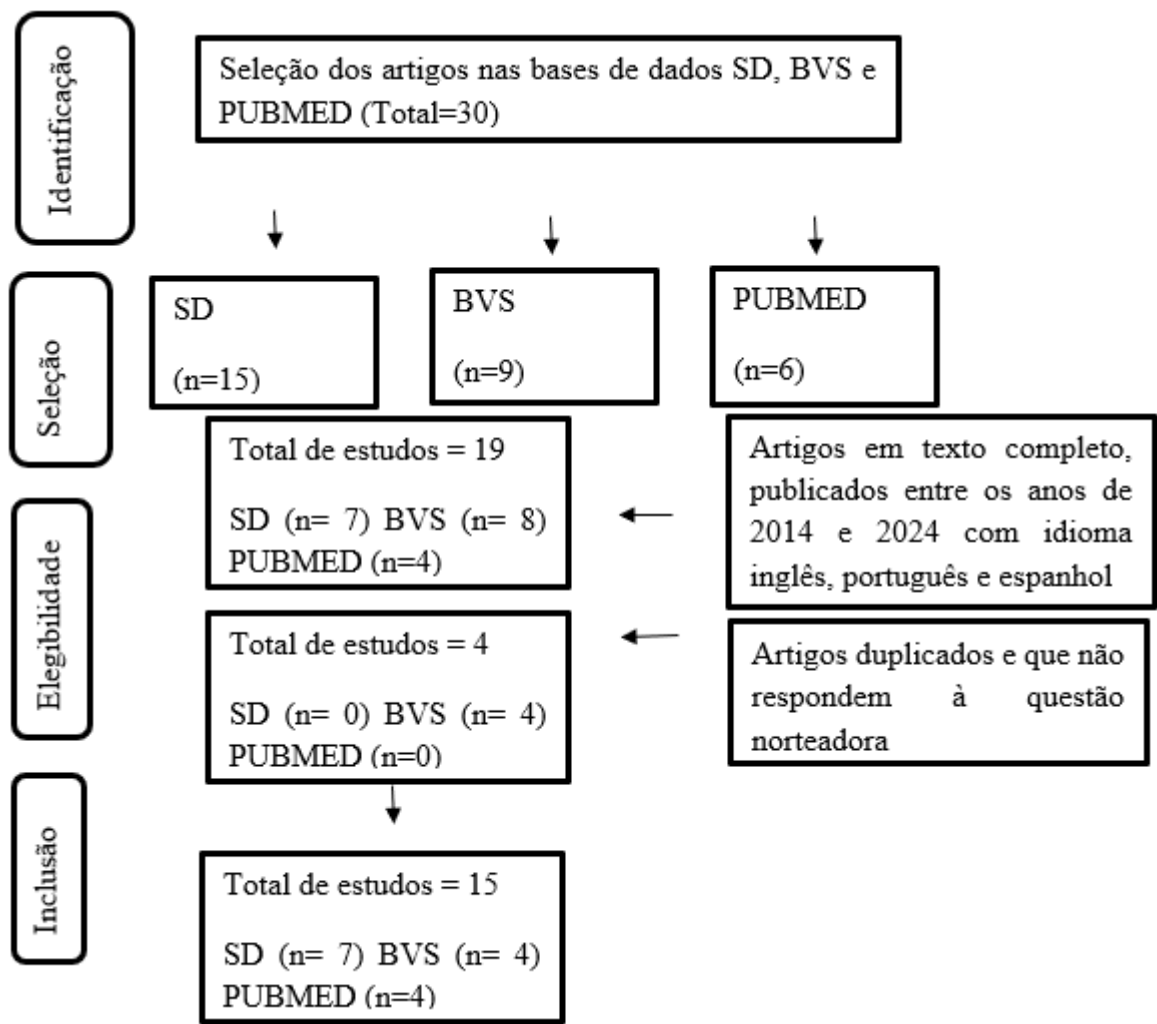 Identificação
Seleção dos artigos nas bases de dados SD, BVS e
PUBMED (Total=30)
Seleção
SD
(n=15)
BVS
(n=9)
PUBMED
(n=6)
Total de estudos = 19
SD (n= 7) BVS (n= 8)
PUBMED (n=4)
Artigos em texto completo,
publicados entre os anos de
2014 e 2024 com idioma
inglês, português e espanhol
Elegibilidade
Total de estudos = 4
SD (n= 0) BVS (n= 4)
PUBMED (n=0)
Artigos duplicados e que não
respondem à questão
norteadora
Inclusão
Total de estudos = 15
SD (n= 7) BVS (n= 4)
PUBMED (n=4)